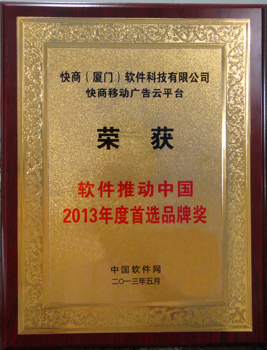 快商（厦门）软件科技有限公司
快商移动广告云平台
荣获
软件推动中国
2013年度首选品牌奖
中国软件网
二〇一三年五月